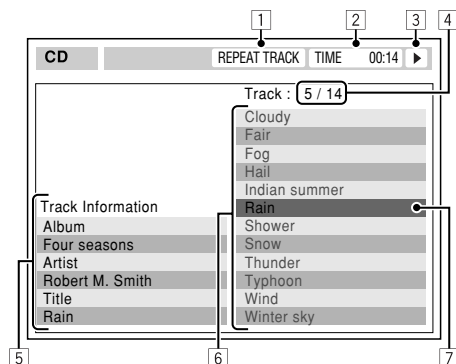 1 2 3 4
CD REPEAT TRACK TIME 00:14
Track : 5 / 14
Cloudy
Fair
Fog
Hail
Indian summer
Rain
Shower
Snow
Thunder
Typhoon
Wind
Winter sky
Track Information
Album
Four seasons
Artist
Robert M. Smith
Title
Rain
5 6 7